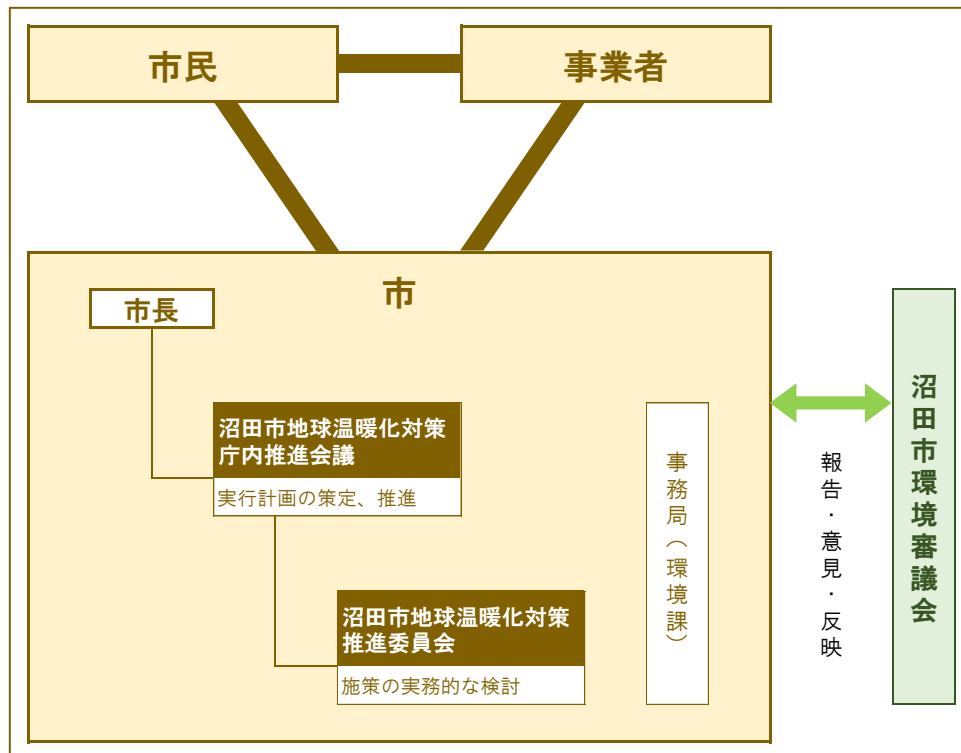 市民
事業者
市
市長
沼田市地球温暖化対策
庁内推進会議
実行計画の策定、推進
沼田市地球温暖化対策
推進委員会
施策の実務的な検討
事務局（環境課）
報告・意見・反映
沼田市環境審議会